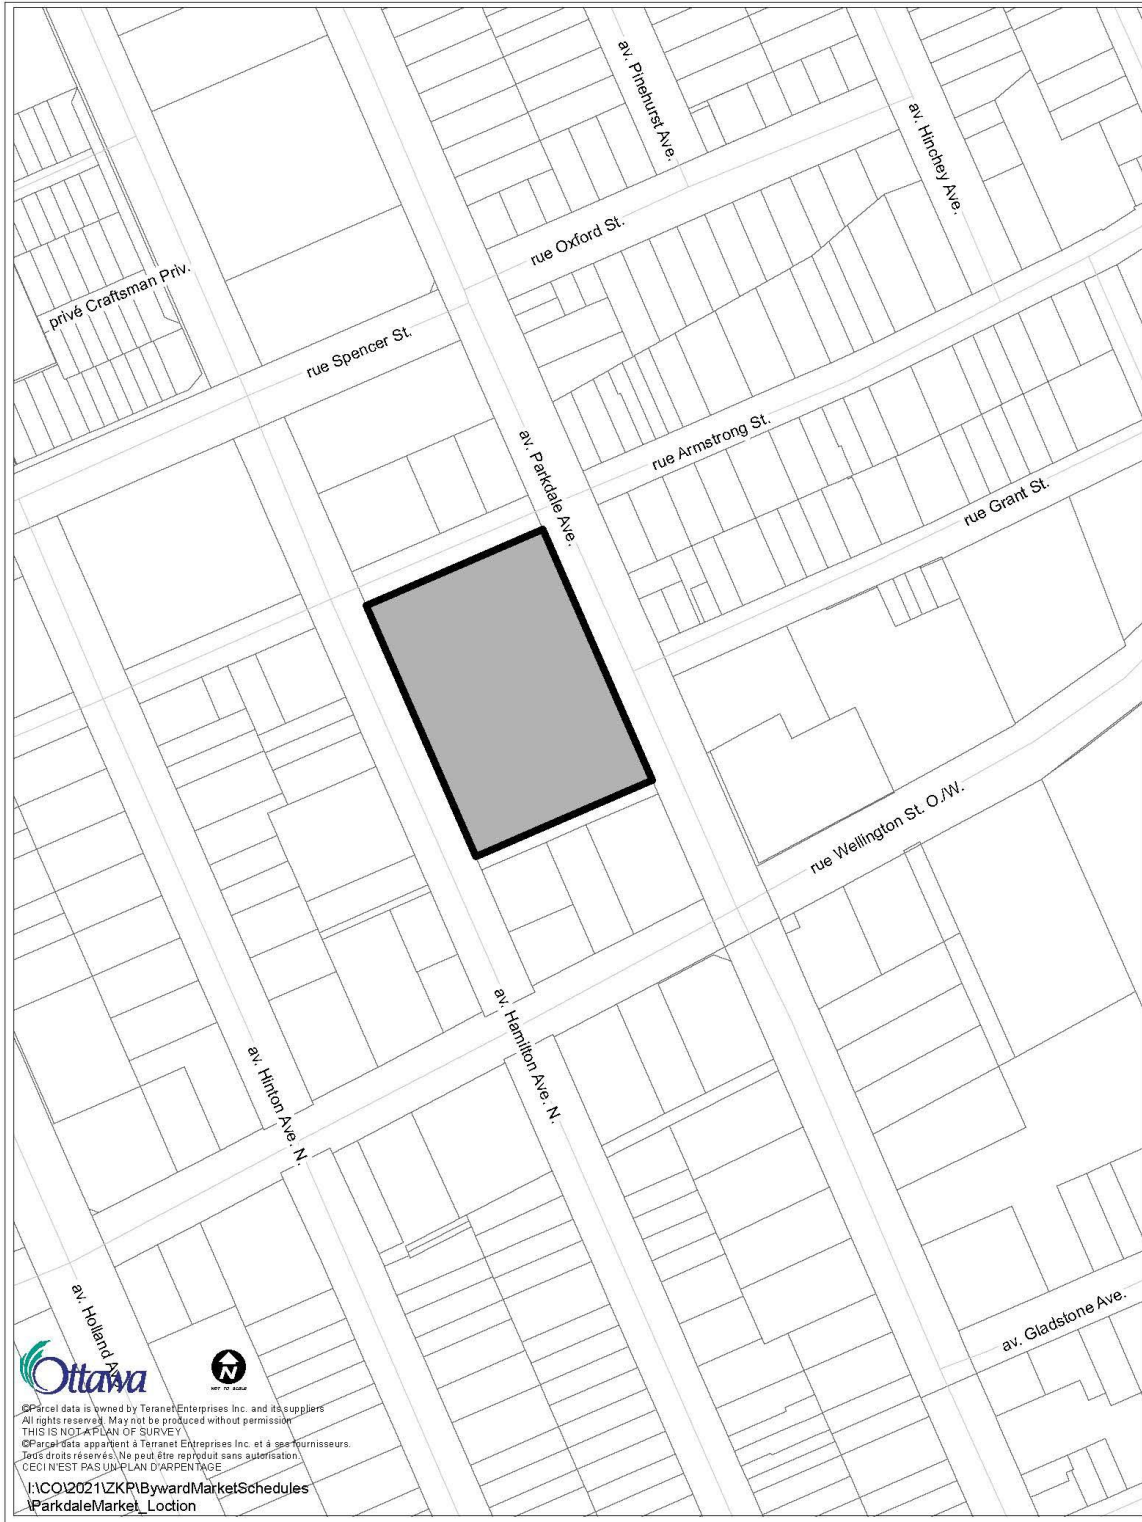 av. Pinehurst Ave.
av. Hinchey Ave.
rue Oxford St.
privé Craftsman Priv.
rue Spencer St.
av. Parkdale Ave.
rue Armstrong St.
rue Grant St.
rue Wellington St. O./W.
av. Hamilton Ave. N.
av. Hinton Ave. N.
av. Holland Av
av. Gladstone Ave.
Ottawa
N
NOT TO SCALE
©Parcel data is owned by Teranet Enterprises Inc. and its suppliers
All rights reserved. May not be produced without permission
THIS IS NOT A PLAN OF SURVEY
©Parcel data appartient à Terranet Entreprises Inc. et à ses fournisseurs.
Tous droits réservés. Ne peut être reproduit sans autorisation.
CECI N'EST PAS UN PLAN D'ARPENTAGE
I:\CO\2021\ZKP\BywardMarketSchedules
\ParkdaleMarket_Loction